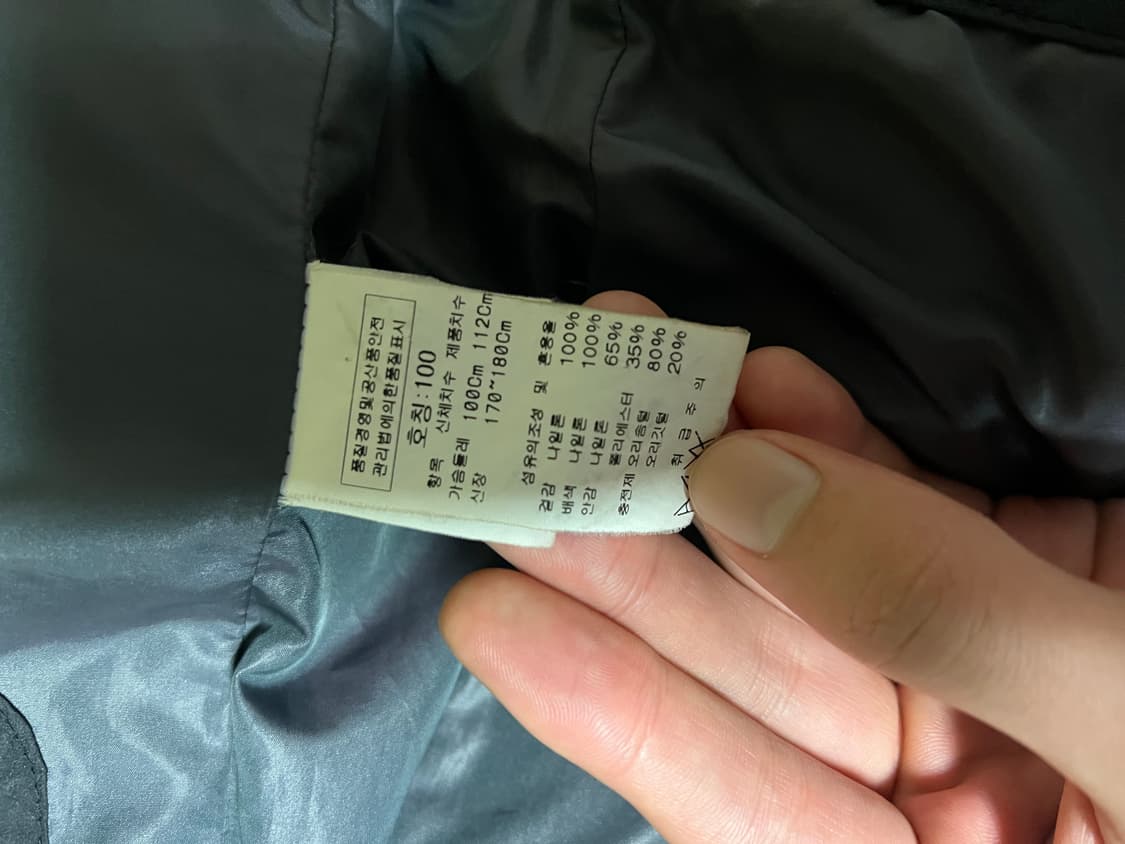 품질경영및공산품안전
관리법에의한품질표시
호칭:100
항목 신체치수 제품치수
가슴둘레 100Cm 112Cm
신장 170~180Cm
섬유의조성 및 혼용율
겉감 나일론 100%
배색 나일론 100%
안감 나일론 65%
폴리에스터 35%
충전재 오리솜털 80%
오리깃털 20%
취 급 주 의